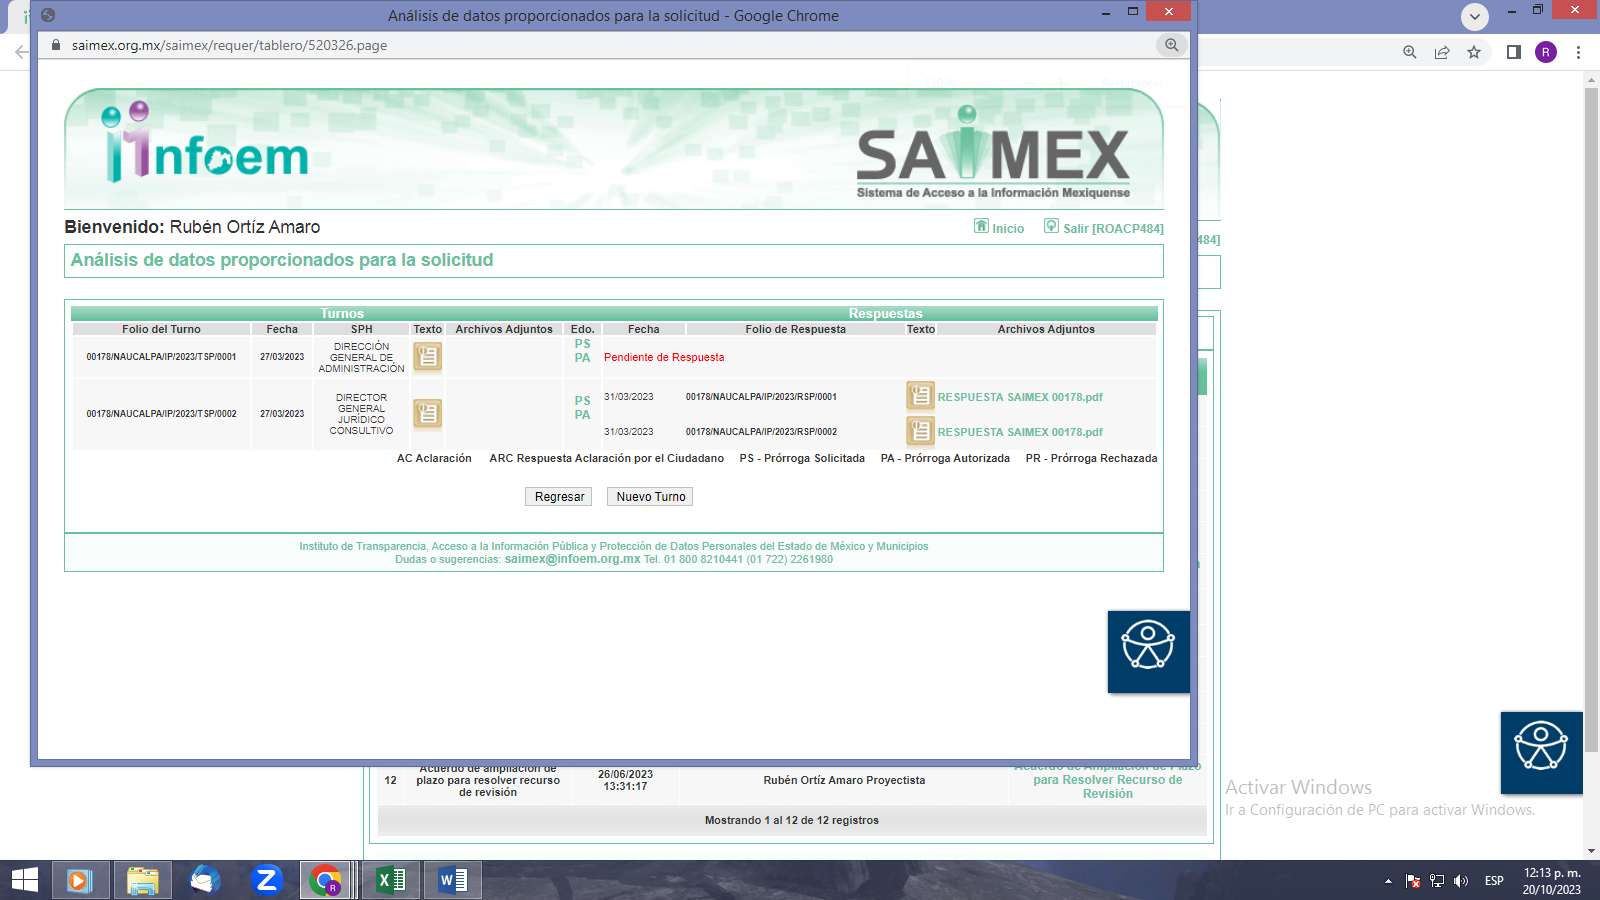 Análisis de datos proporcionados para la solicitud - Google Chrome
saimex.org.mx/saimex/requer/tablero/520326.page
R
infoem
SAIMEX
Sistema de Acceso a la Información Mexiquense
Bienvenido: Rubén Ortíz Amaro
Inicio
Salir [ROACP484]
484]
Análisis de datos proporcionados para la solicitud
Turnos
Respuestas
Folio del Turno Fecha SPH Texto Archivos Adjuntos Edo. Fecha Folio de Respuesta Texto Archivos Adjuntos
00178/NAUCALPA/IP/2023/TSP/0001
27/03/2023
DIRECCIÓN
GENERAL DE
ADMINISTRACIÓN
PS
PA
Pendiente de Respuesta
00178/NAUCALPA/IP/2023/TSP/0002
27/03/2023
DIRECTOR
GENERAL
JURÍDICO
CONSULTIVO
PS
PA
31/03/2023 00178/NAUCALPA/IP/2023/RSP/0001 RESPUESTA SAIMEX 00178.pdf
31/03/2023 00178/NAUCALPA/IP/2023/RSP/0002 RESPUESTA SAIMEX 00178.pdf
AC Aclaración ARC Respuesta Aclaración por el Ciudadano PS - Prórroga Solicitada PA - Prórroga Autorizada PR - Prórroga Rechazada
Regresar
Nuevo Turno
Instituto de Transparencia, Acceso a la Información Pública y Protección de Datos Personales del Estado de México y Municipios
Dudas o sugerencias: saimex@infoem.org.mx Tel. 01 800 8210441 (01 722) 2261980
12
Acuerdo de ampliación de
plazo para resolver recurso
de revisión
26/06/2023
13:31:17
Rubén Ortíz Amaro Proyectista
Acuerdo de Ampliación de Plazo
para Resolver Recurso de
Revisión
Mostrando 1 al 12 de 12 registros
Activar Windows
Ir a Configuración de PC para activar Windows.
ESP
12:13 p. m.
20/10/2023